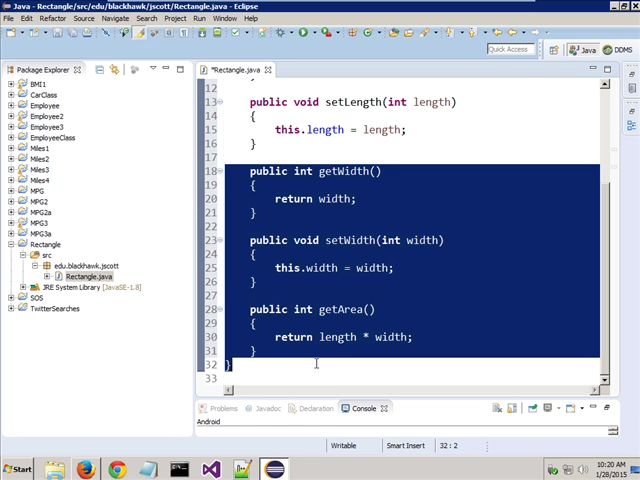 Java - Rectangle/src/edu/blackhawk/jscott/Rectangle.java - Eclipse
File Edit Refactor Source Navigate Search Project Run Window Help
Quick Access Java DDMS
Package Explorer
BMI1
CarClass
Employee
Employee2
Employee3
EmployeeClass
Miles1
Miles2
Miles3
Miles4
MPG
MPG2
MPG2a
MPG3
MPG3a
Rectangle
src
edu.blackhawk.jscott
Rectangle.java
JRE System Library [JavaSE-1.8]
SOS
TwitterSearches
*Rectangle.java
12
13 public void setLength(int length)
14 {
15 this.length = length;
16 }
17
18 public int getWidth()
19 {
20 return width;
21 }
22
23 public void setWidth(int width)
24 {
25 this.width = width;
26 }
27
28 public int getArea()
29 {
30 return length * width;
31 }
32 }
33
Problems Javadoc Declaration Console
Android
Writable Smart Insert 32 : 2
Start
10:20 AM
1/28/2015